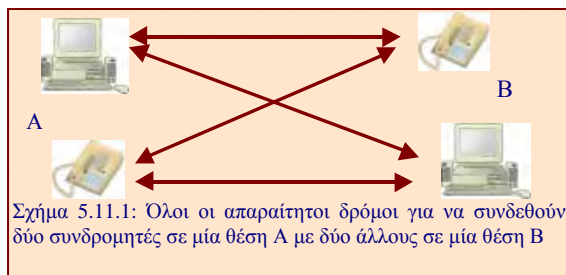 Β
Α
Σχήμα 5.11.1: Όλοι οι απαραίτητοι δρόμοι για να συνδεθούν
δύο συνδρομητές σε μία θέση Α με δύο άλλους σε μία θέση Β